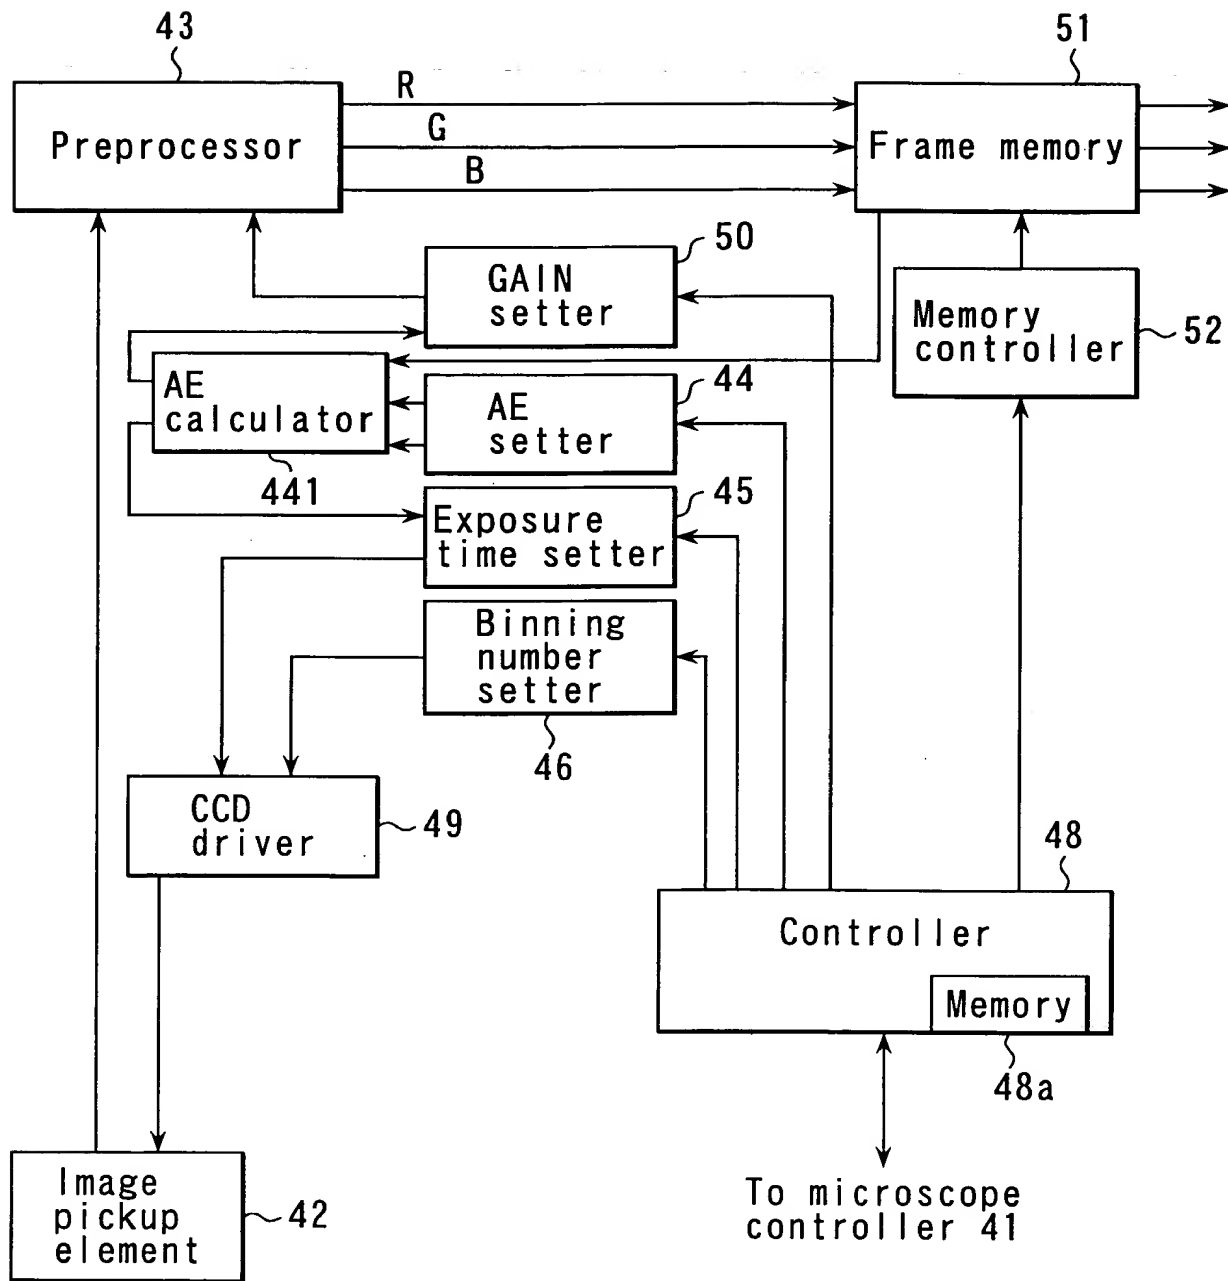 43
51
R
G
B
Preprocessor
Frame memory
50
GAIN
setter
Memory
controller
52
AE
calculator
441
44
AE
setter
45
Exposure
time setter
Binning
number
setter
46
CCD
driver
49
48
Controller
Memory
48a
To microscope
controller 41
Image
pickup
element
42